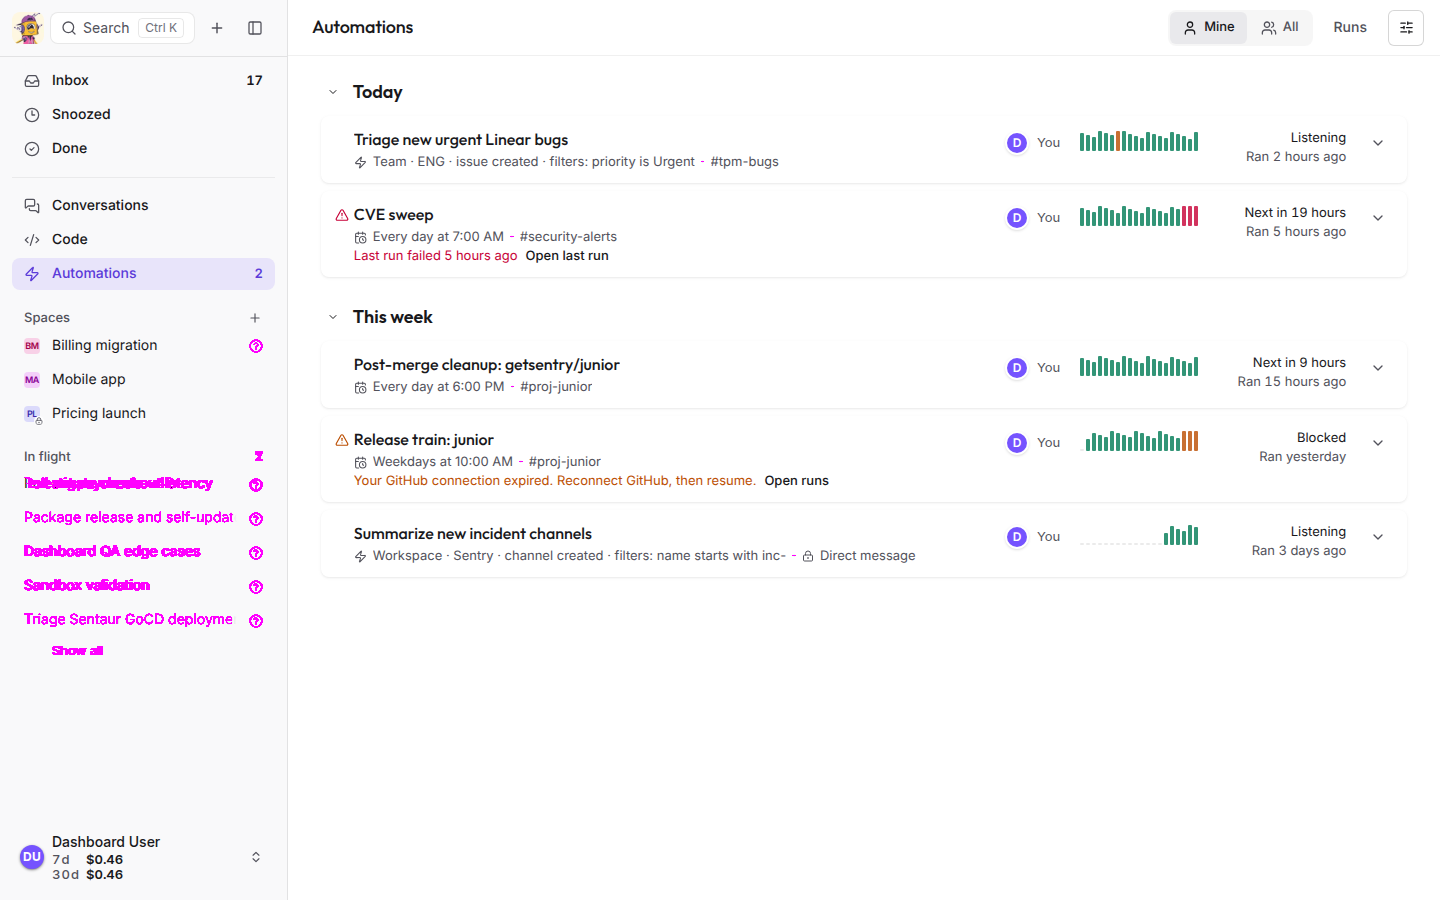 Search Ctrl K
Inbox 17
Snoozed
Done
Conversations
Code
Automations 2
Spaces
BM Billing migration
MA Mobile app
PL Pricing launch
In flight
Package release and self-updat
Dashboard QA edge cases
Sandbox validation
Triage Sentaur GoCD deployme
Show all
DU Dashboard User
7d $0.46
30d $0.46
Automations
Mine All Runs
Today
Triage new urgent Linear bugs
Team · ENG · issue created · filters: priority is Urgent - #tpm-bugs
D You
Listening
Ran 2 hours ago
CVE sweep
Every day at 7:00 AM - #security-alerts
Last run failed 5 hours ago Open last run
D You
Next in 19 hours
Ran 5 hours ago
This week
Post-merge cleanup: getsentry/junior
Every day at 6:00 PM - #proj-junior
D You
Next in 9 hours
Ran 15 hours ago
Release train: junior
Weekdays at 10:00 AM - #proj-junior
Your GitHub connection expired. Reconnect GitHub, then resume. Open runs
D You
Blocked
Ran yesterday
Summarize new incident channels
Workspace · Sentry · channel created · filters: name starts with inc- - Direct message
D You
Listening
Ran 3 days ago